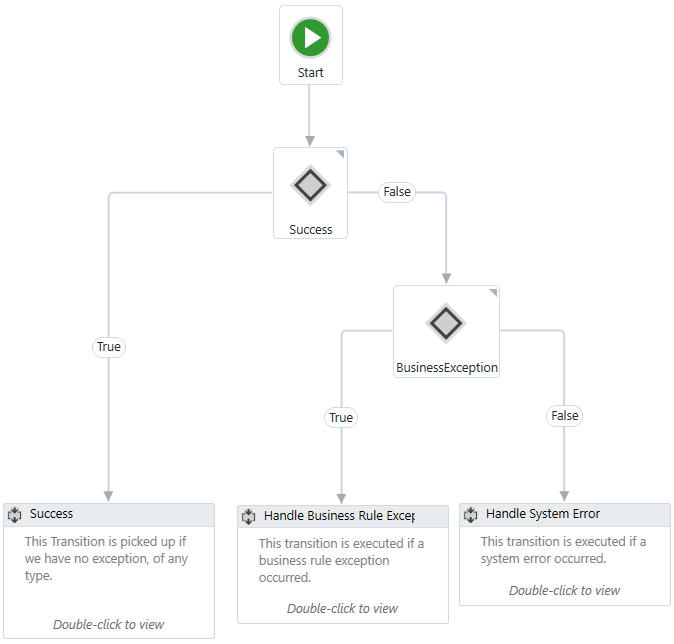 Start
Success
False
True
BusinessException
True
False
Success
This Transition is picked up if
we have no exception, of any
type.
Double-click to view
Handle Business Rule Excep
This transition is executed if a
business rule exception
occurred.
Double-click to view
Handle System Error
This transition is executed if a
system error occurred.
Double-click to view